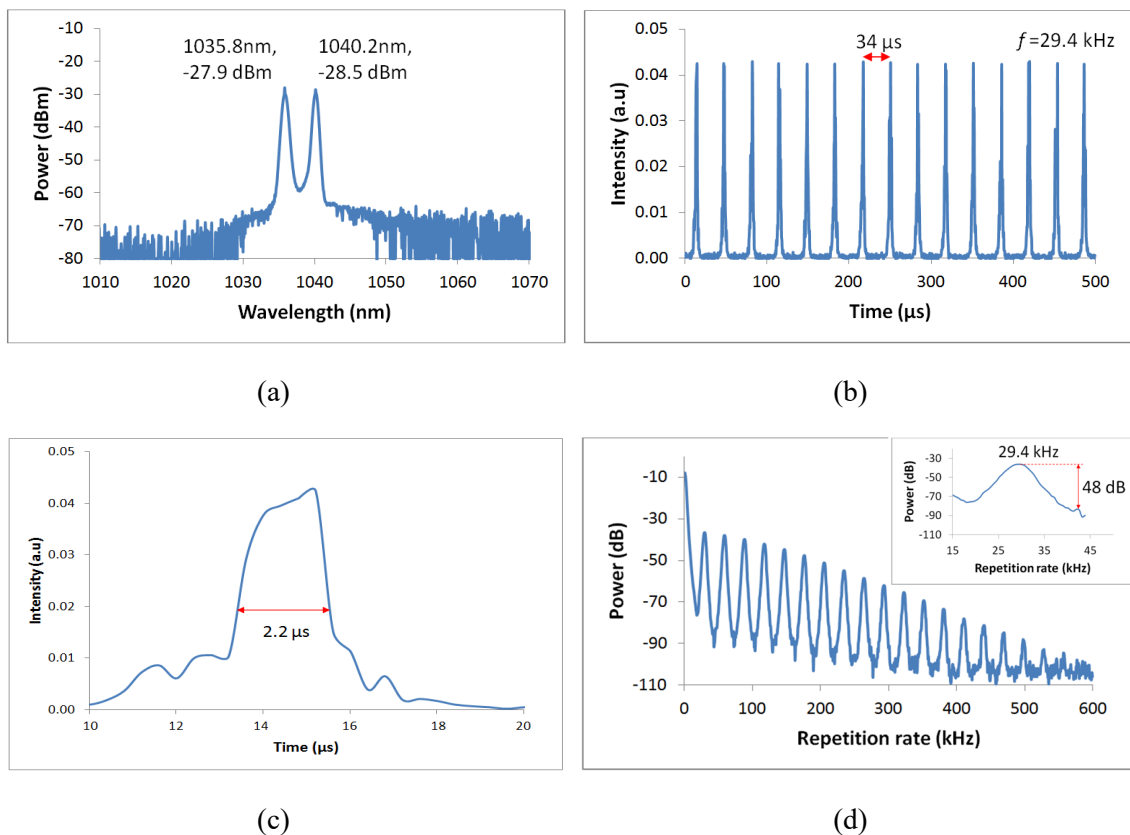 1035.8nm,
-27.9 dBm
1040.2nm,
-28.5 dBm
Power (dBm)
-10
-20
-30
-40
-50
-60
-70
-80
1010
1020
1030
1040
1050
1060
1070
Wavelength (nm)
(a)
34 µs
f=29.4 kHz
Intensity (a.u)
0.05
0.04
0.03
0.02
0.01
0.00
0
100
200
300
400
500
Time (µs)
(b)
Intensity (a.u)
0.05
0.04
0.03
0.02
0.01
0.00
2.2 µs
10
12
14
16
18
20
Time (µs)
(c)
Power (dB)
-10
-30
-50
-70
-90
-110
0
100
200
300
400
500
600
Repetition rate (kHz)
29.4 kHz
48 dB
Power (dB)
-30
-50
-70
-90
-110
15
25
35
45
Repetition rate (kHz)
(d)